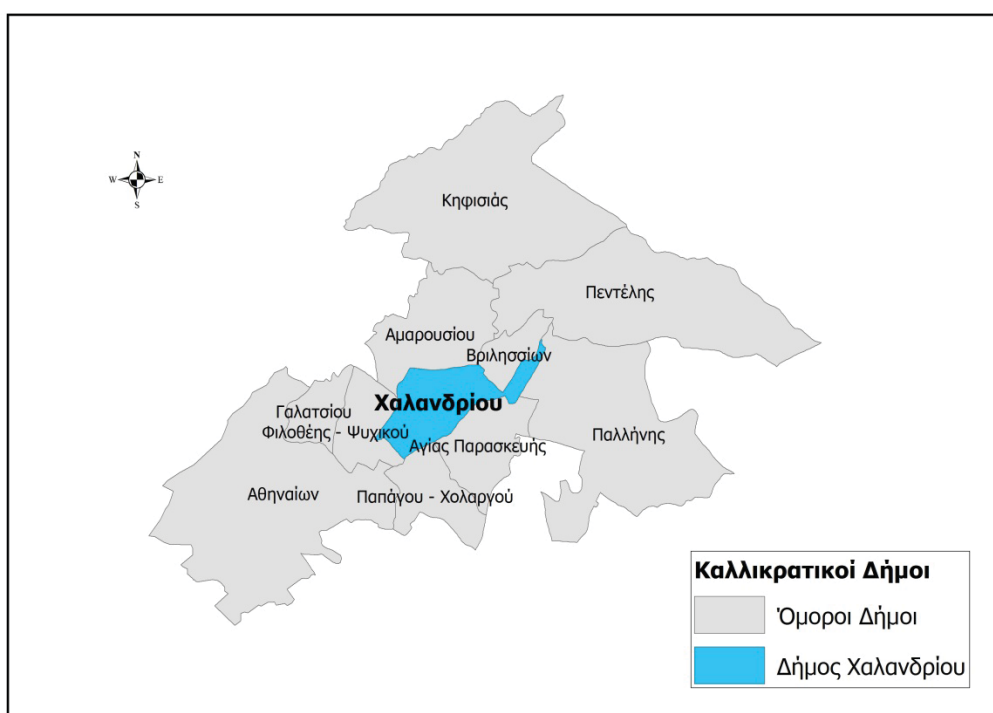 N
W E
S
Κηφισιάς
Πεντέλης
Αμαρουσίου
Βριλησσίων
Χαλανδρίου
Γαλατσίου
Φιλοθέης - Ψυχικού
Αγίας Παρασκευής
Παλλήνης
Αθηναίων
Παπάγου - Χολαργού
Καλλικρατικοί Δήμοι
Όμοροι Δήμοι
Δήμος Χαλανδρίου